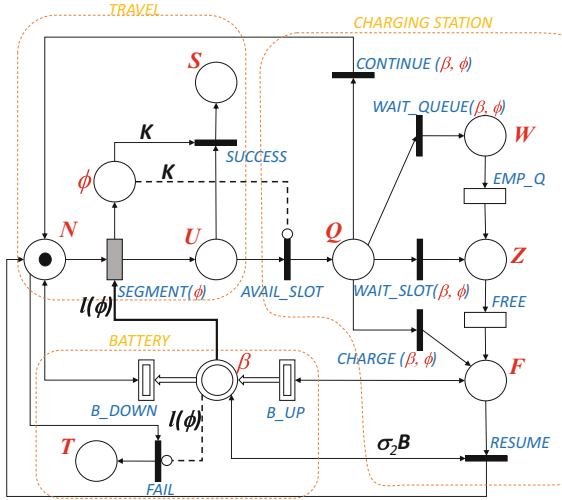 TRAVEL
CHARGING STATION
S
CONTINUE (β, ϕ)
WAIT_QUEUE(β, ϕ)
K
W
SUCCESS
ϕ
K
EMP_Q
N
U
Q
Z
l(ϕ)
SEGMENT(ϕ)
AVAIL_SLOT
WAIT_SLOT(β, ϕ)
FREE
BATTERY
CHARGE (β, ϕ)
β
F
B_DOWN
l(ϕ)
B_UP
T
σ2B
RESUME
FAIL